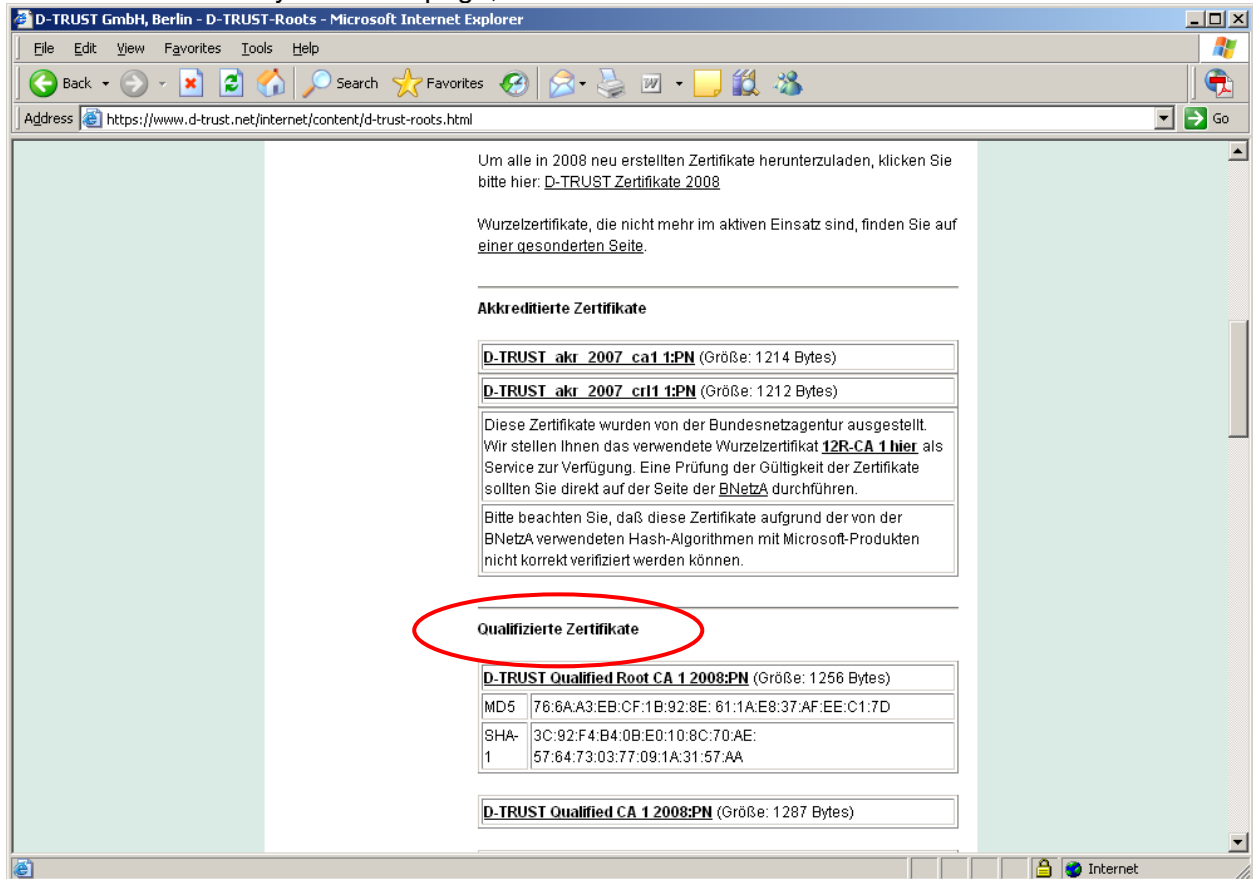 D-TRUST GmbH, Berlin - D-TRUST-Roots - Microsoft Internet Explorer
File Edit View Favorites Tools Help
Back Search Favorites
Address https://www.d-trust.net/internet/content/d-trust-roots.html Go
Um alle in 2008 neu erstellten Zertifikate herunterzuladen, klicken Sie
bitte hier: D-TRUST Zertifikate 2008
Wurzelzertifikate, die nicht mehr im aktiven Einsatz sind, finden Sie auf
einer gesonderten Seite.
Akkreditierte Zertifikate
D-TRUST_akr_2007_ca1 1:PN (Größe: 1214 Bytes)
D-TRUST_akr_2007_crl1 1:PN (Größe: 1212 Bytes)
Diese Zertifikate wurden von der Bundesnetzagentur ausgestellt.
Wir stellen Ihnen das verwendete Wurzelzertifikat 12R-CA 1 hier als
Service zur Verfügung. Eine Prüfung der Gültigkeit der Zertifikate
sollten Sie direkt auf der Seite der BNetzA durchführen.
Bitte beachten Sie, daß diese Zertifikate aufgrund der von der
BNetzA verwendeten Hash-Algorithmen mit Microsoft-Produkten
nicht korrekt verifiziert werden können.
Qualifizierte Zertifikate
D-TRUST Qualified Root CA 1 2008:PN (Größe: 1256 Bytes)
MD5 76:6A:A3:EB:CF:1B:92:8E: 61:1A:E8:37:AF:EE:C1:7D
SHA-1 3C:92:F4:B4:0B:E0:10:8C:70:AE:
57:64:73:03:77:09:1A:31:57:AA
D-TRUST Qualified CA 1 2008:PN (Größe: 1287 Bytes)
Internet